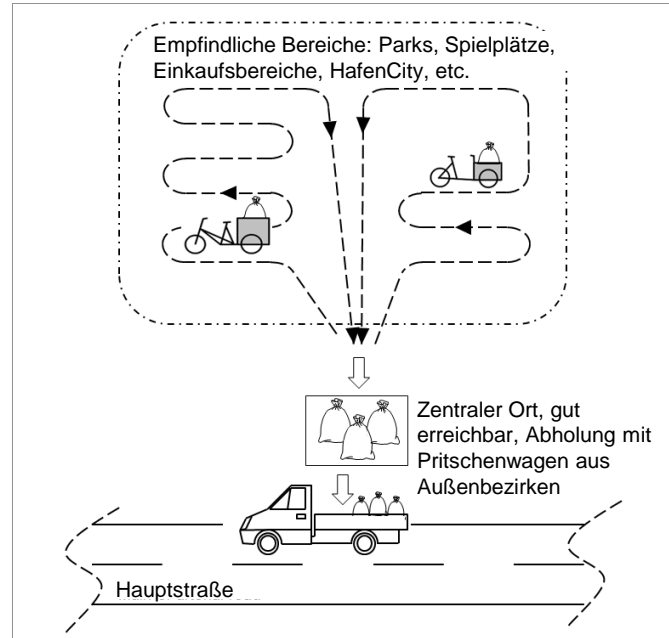 Empfindliche Bereiche: Parks, Spielplätze,
Einkaufsbereiche, HafenCity, etc.
Zentraler Ort, gut
erreichbar, Abholung mit
Pritschenwagen aus
Außenbezirken
Hauptstraße